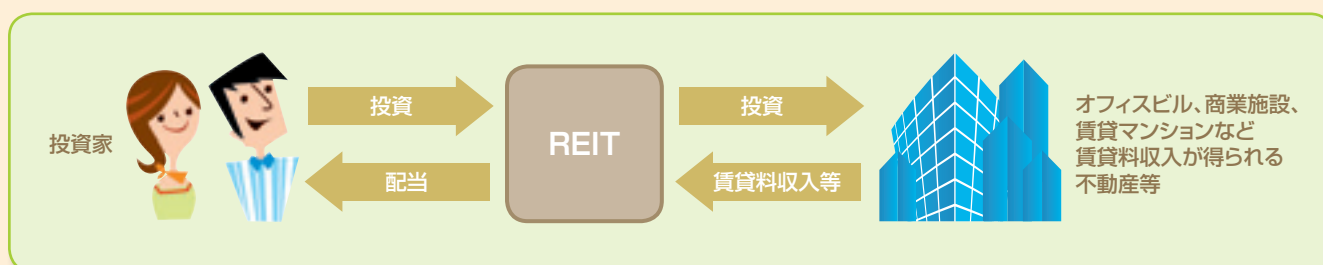 投資家
投資
配当
REIT
投資
賃貸料収入等
オフィスビル、商業施設、
賃貸マンションなど
賃貸料収入が得られる
不動産等